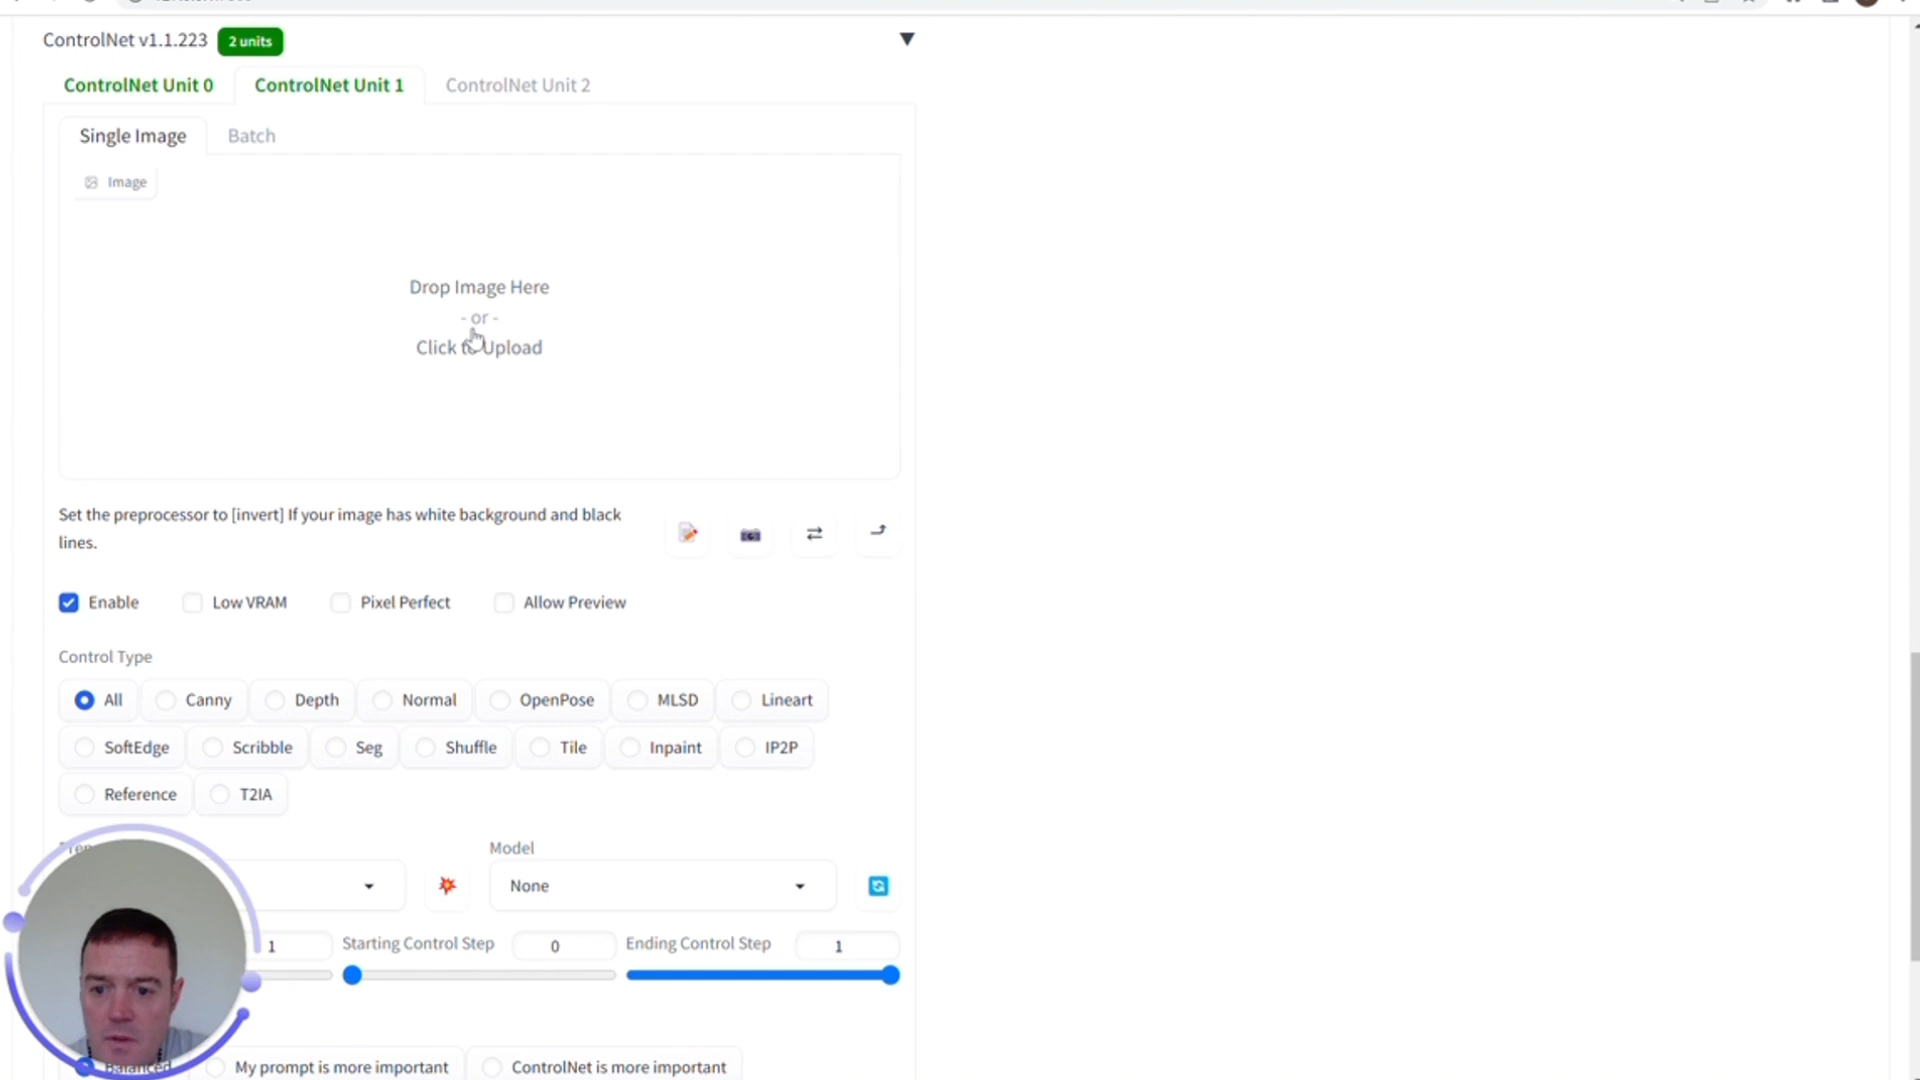 ControlNet v1.1.223 2 units
ControlNet Unit 0 ControlNet Unit 1 ControlNet Unit 2
Single Image Batch
Image
Drop Image Here
- or -
Click to Upload
Set the preprocessor to [invert] If your image has white background and black
lines.
Enable Low VRAM Pixel Perfect Allow Preview
Control Type
All Canny Depth Normal OpenPose MLSD Lineart
SoftEdge Scribble Seg Shuffle Tile Inpaint IP2P
Reference T2IA
Model
None
1 Starting Control Step 0 Ending Control Step 1
Balanced My prompt is more important ControlNet is more important